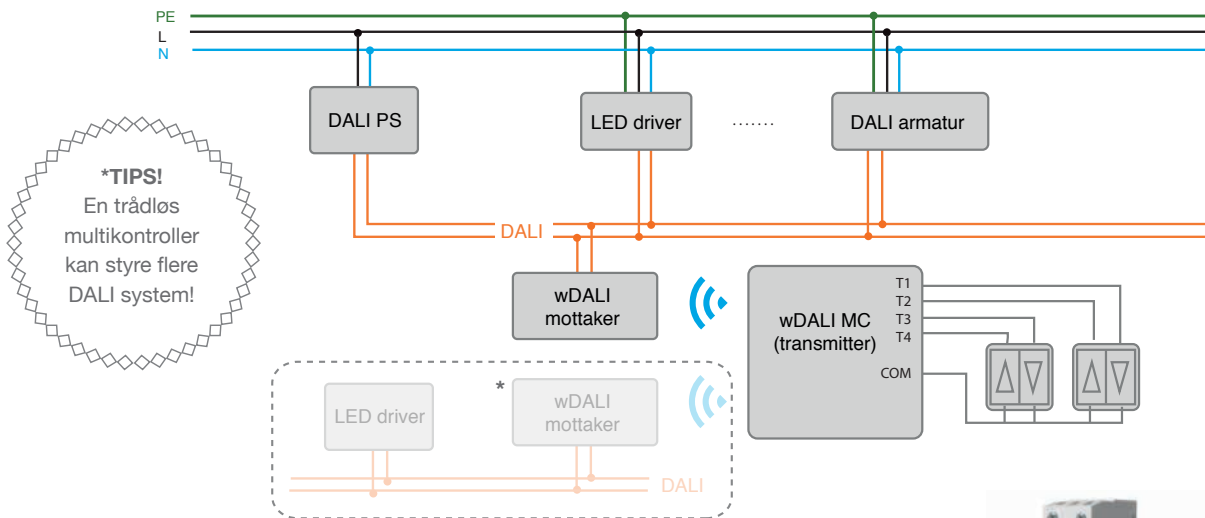 PE
L
N
DALI PS
LED driver
.......
DALI armatur
*TIPS!
En trådløs
multikontroller
kan styre flere
DALI system!
DALI
wDALI
mottaker
wDALI MC
(transmitter)
T1
T2
T3
T4
COM
LED driver
*
wDALI
mottaker
DALI